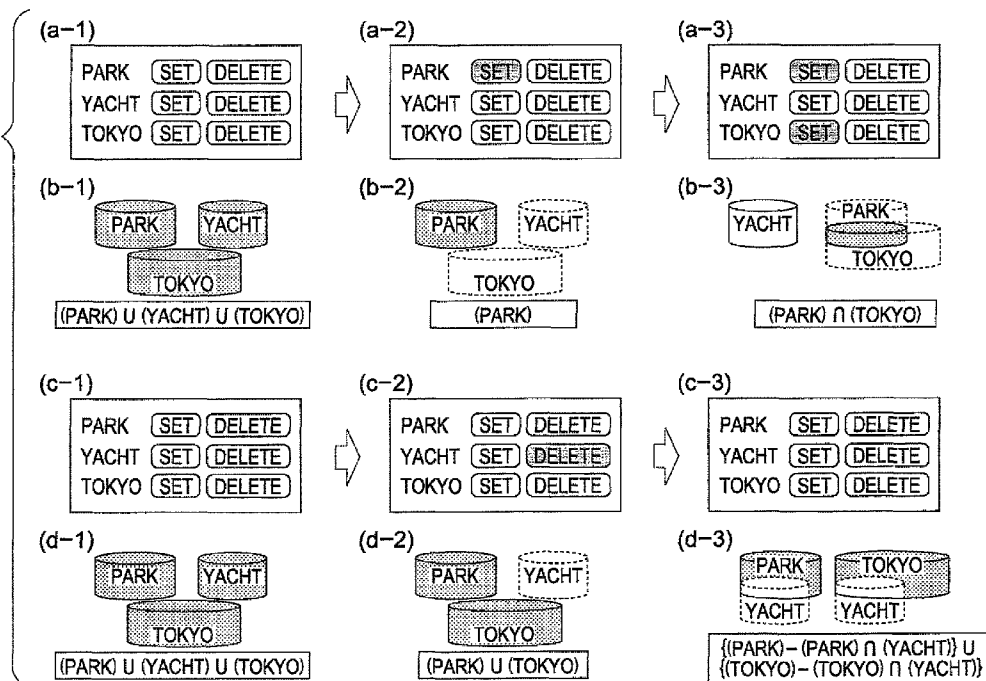 (a-1)
PARK SET DELETE
YACHT SET DELETE
TOKYO SET DELETE
(a-2)
PARK SET DELETE
YACHT SET DELETE
TOKYO SET DELETE
(a-3)
PARK SET DELETE
YACHT SET DELETE
TOKYO SET DELETE
(b-1)
PARK YACHT
TOKYO
(PARK) U (YACHT) U (TOKYO)
(b-2)
PARK YACHT
TOKYO
(PARK)
(b-3)
YACHT PARK
TOKYO
(PARK) ∩ (TOKYO)
(c-1)
PARK SET DELETE
YACHT SET DELETE
TOKYO SET DELETE
(c-2)
PARK SET DELETE
YACHT SET DELETE
TOKYO SET DELETE
(c-3)
PARK SET DELETE
YACHT SET DELETE
TOKYO SET DELETE
(d-1)
PARK YACHT
TOKYO
(PARK) U (YACHT) U (TOKYO)
(d-2)
PARK YACHT
TOKYO
(PARK) U (TOKYO)
(d-3)
PARK TOKYO
YACHT YACHT
{(PARK)-(PARK) ∩ (YACHT)} U
{(TOKYO)-(TOKYO) ∩ (YACHT)}